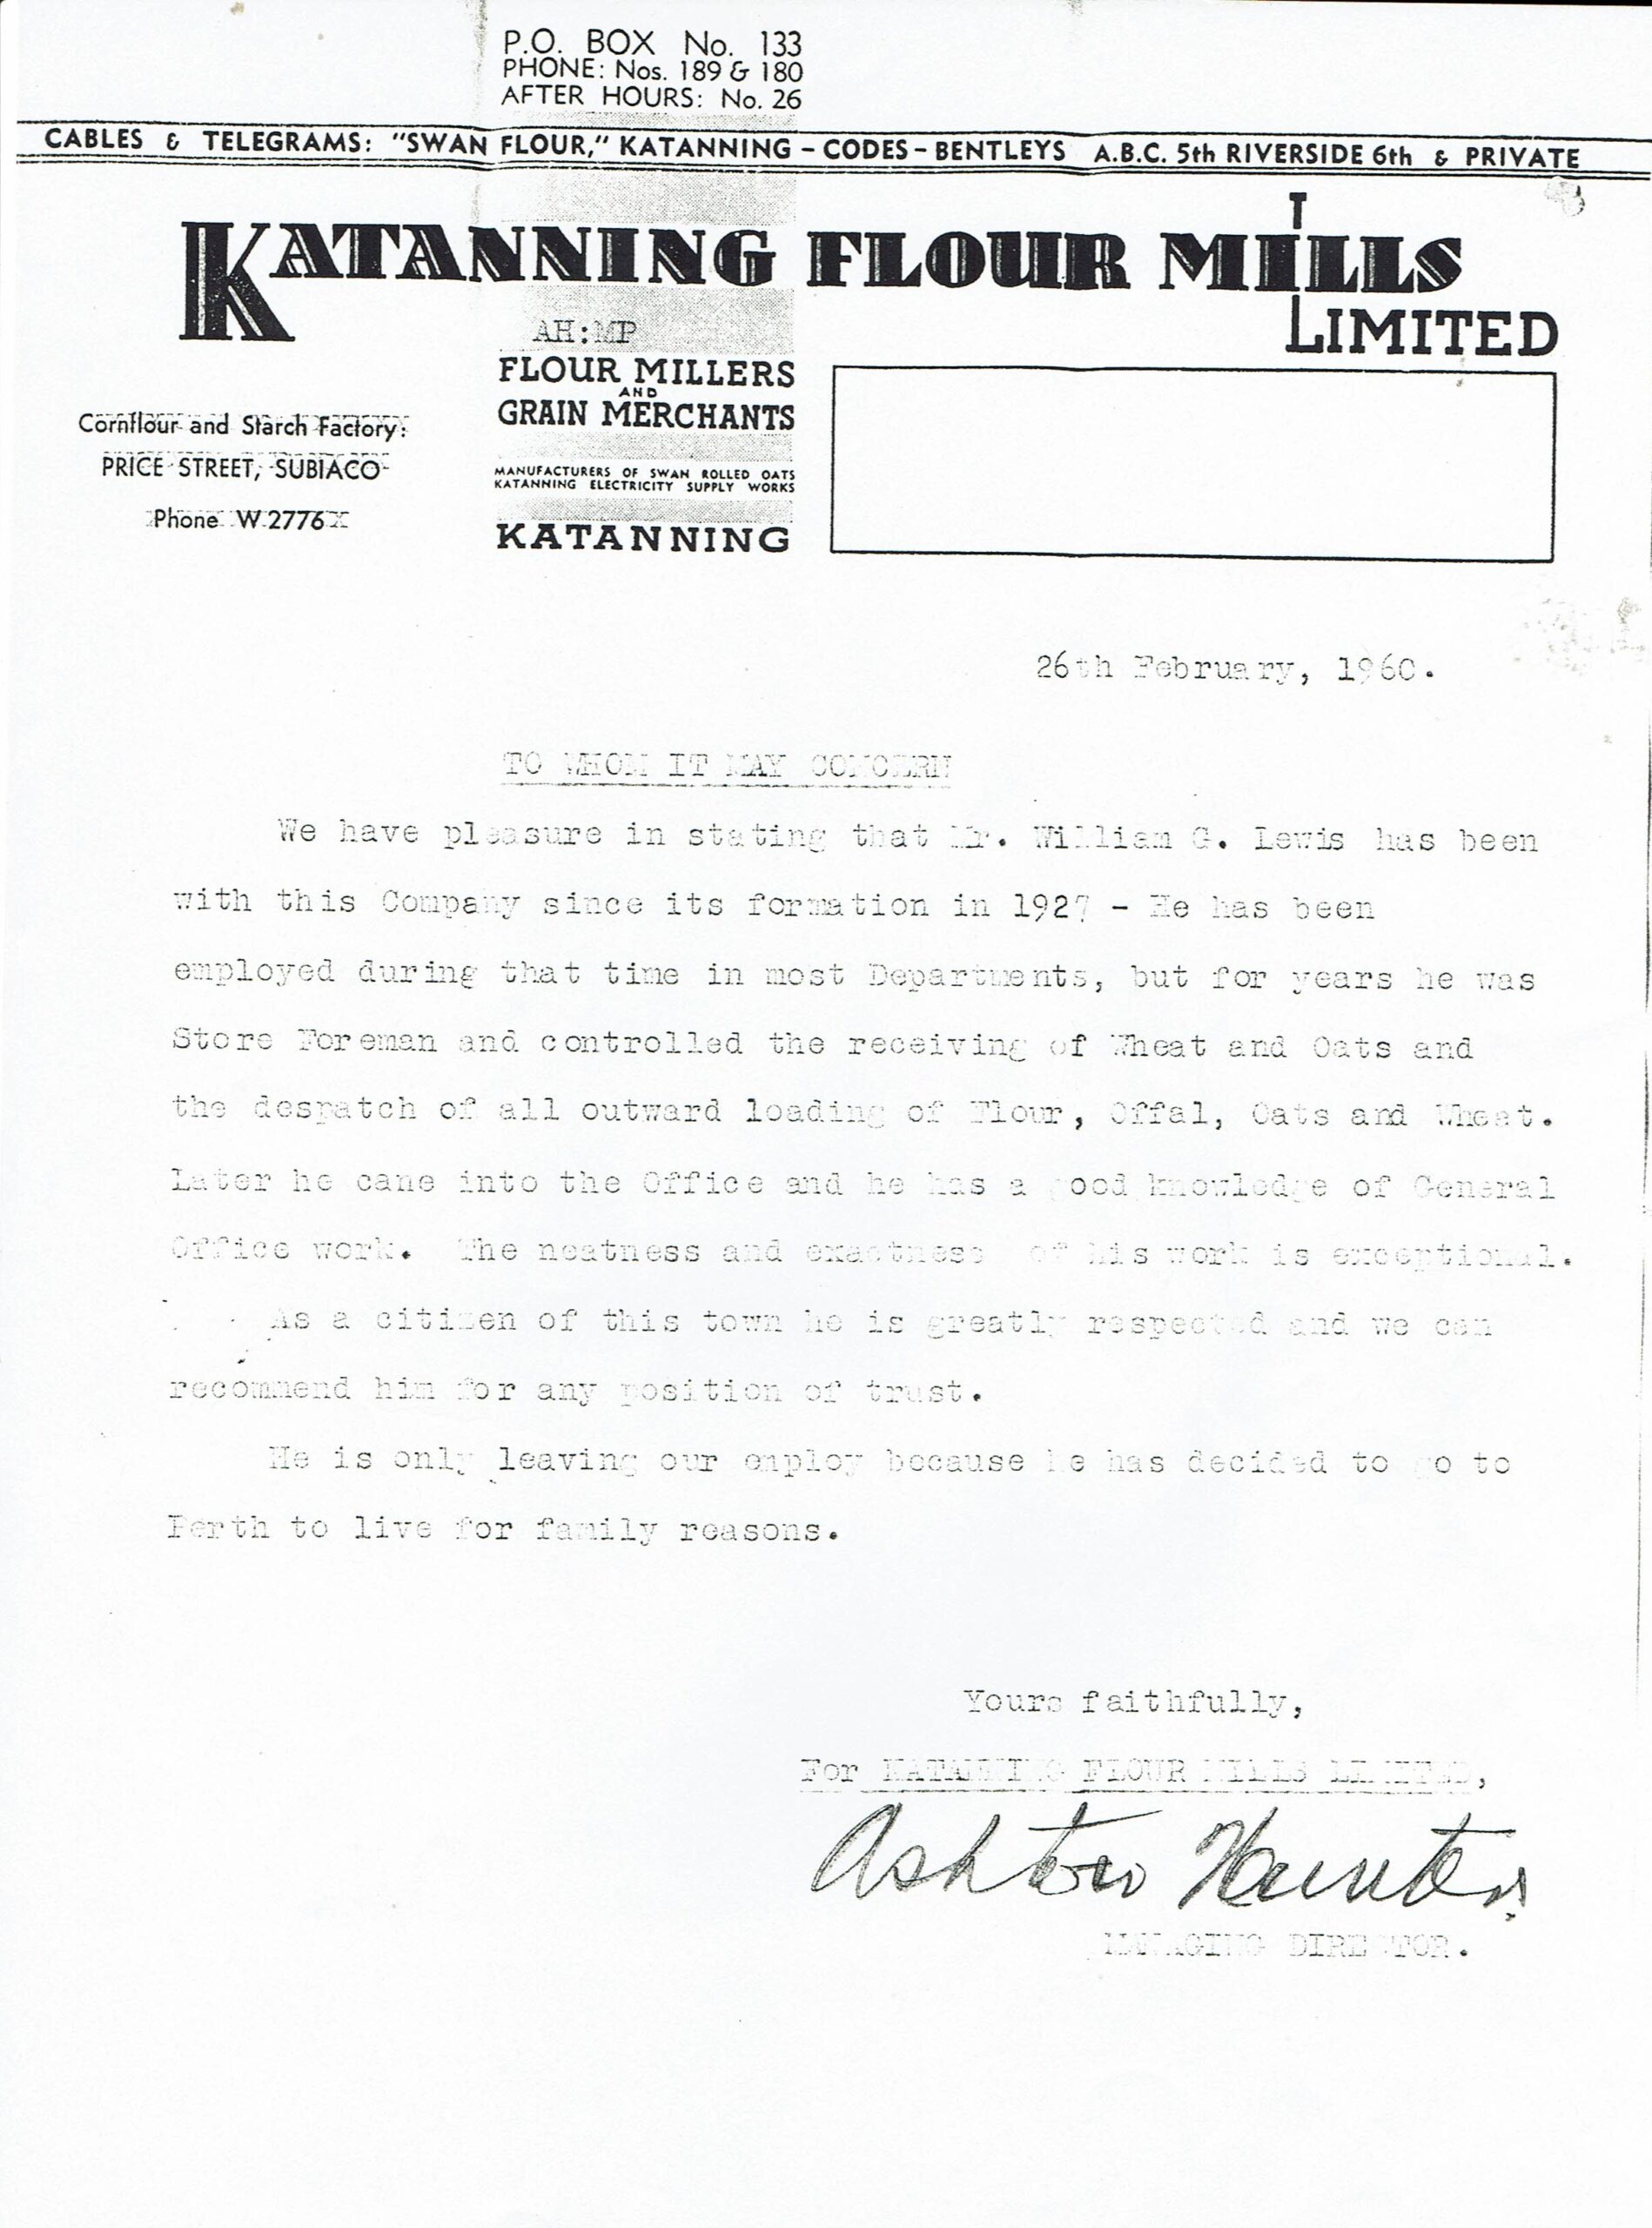 P.O. BOX No. 133
PHONE: Nos. 189 & 180
AFTER HOURS: No. 26
CABLES & TELEGRAMS: "SWAN FLOUR," KATANNING – CODES – BENTLEYS A.B.C. 5th RIVERSIDE 6th & PRIVATE
KATANNING FLOUR MILLS
LIMITED
AH:MP
FLOUR MILLERS
AND
GRAIN MERCHANTS
MANUFACTURERS OF SWAN ROLLED OATS
KATANNING ELECTRICITY SUPPLY WORKS
KATANNING
Cornflour and Starch Factory:
PRICE STREET, SUBIACO
Phone W 2776
26th February, 1960.
TO WHOM IT MAY CONCERN
We have pleasure in stating that Mr. William G. Lewis has been
with this Company since its formation in 1927 - He has been
employed during that time in most Departments, but for years he was
Store Foreman and controlled the receiving of Wheat and Oats and
the despatch of all outward loading of Flour, Offal, Oats and Wheat.
Later he came into the Office and he has a good knowledge of General
Office work. The neatness and exactness of his work is exceptional.
As a citizen of this town he is greatly respected and we can
recommend him for any position of trust.
He is only leaving our employ because he has decided to go to
Perth to live for family reasons.
Yours faithfully,
For KATANNING FLOUR MILLS LIMITED,
Ashton Hunter
MANAGING DIRECTOR.